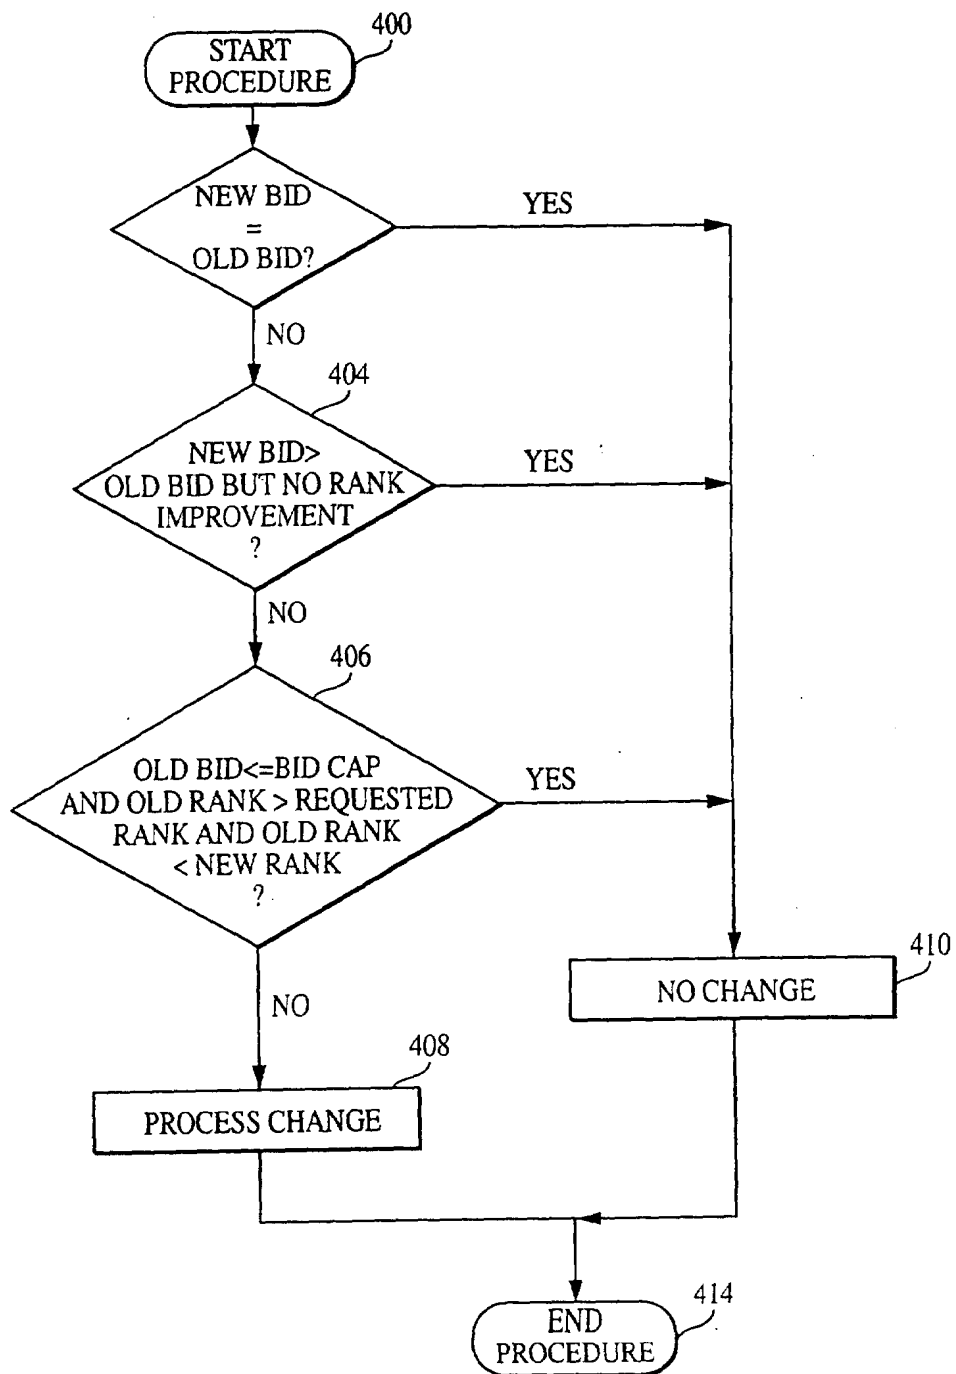 400
START
PROCEDURE
NEW BID
=
OLD BID?
YES
NO
404
NEW BID>
OLD BID BUT NO RANK
IMPROVEMENT
?
YES
NO
406
OLD BID<=BID CAP
AND OLD RANK > REQUESTED
RANK AND OLD RANK
< NEW RANK
?
YES
NO
410
NO CHANGE
408
PROCESS CHANGE
414
END
PROCEDURE